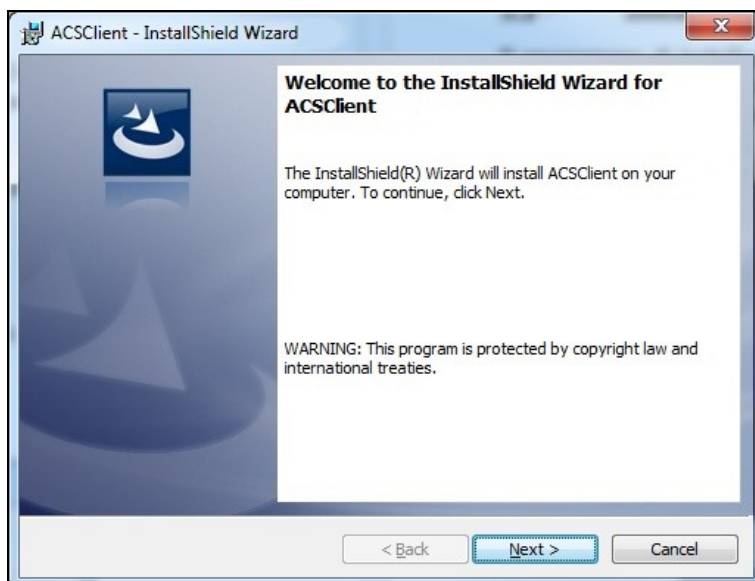 ACSClient - InstallShield Wizard
Welcome to the InstallShield Wizard for
ACSClient
The InstallShield(R) Wizard will install ACSClient on your
computer. To continue, click Next.
WARNING: This program is protected by copyright law and
international treaties.
< Back
Next >
Cancel